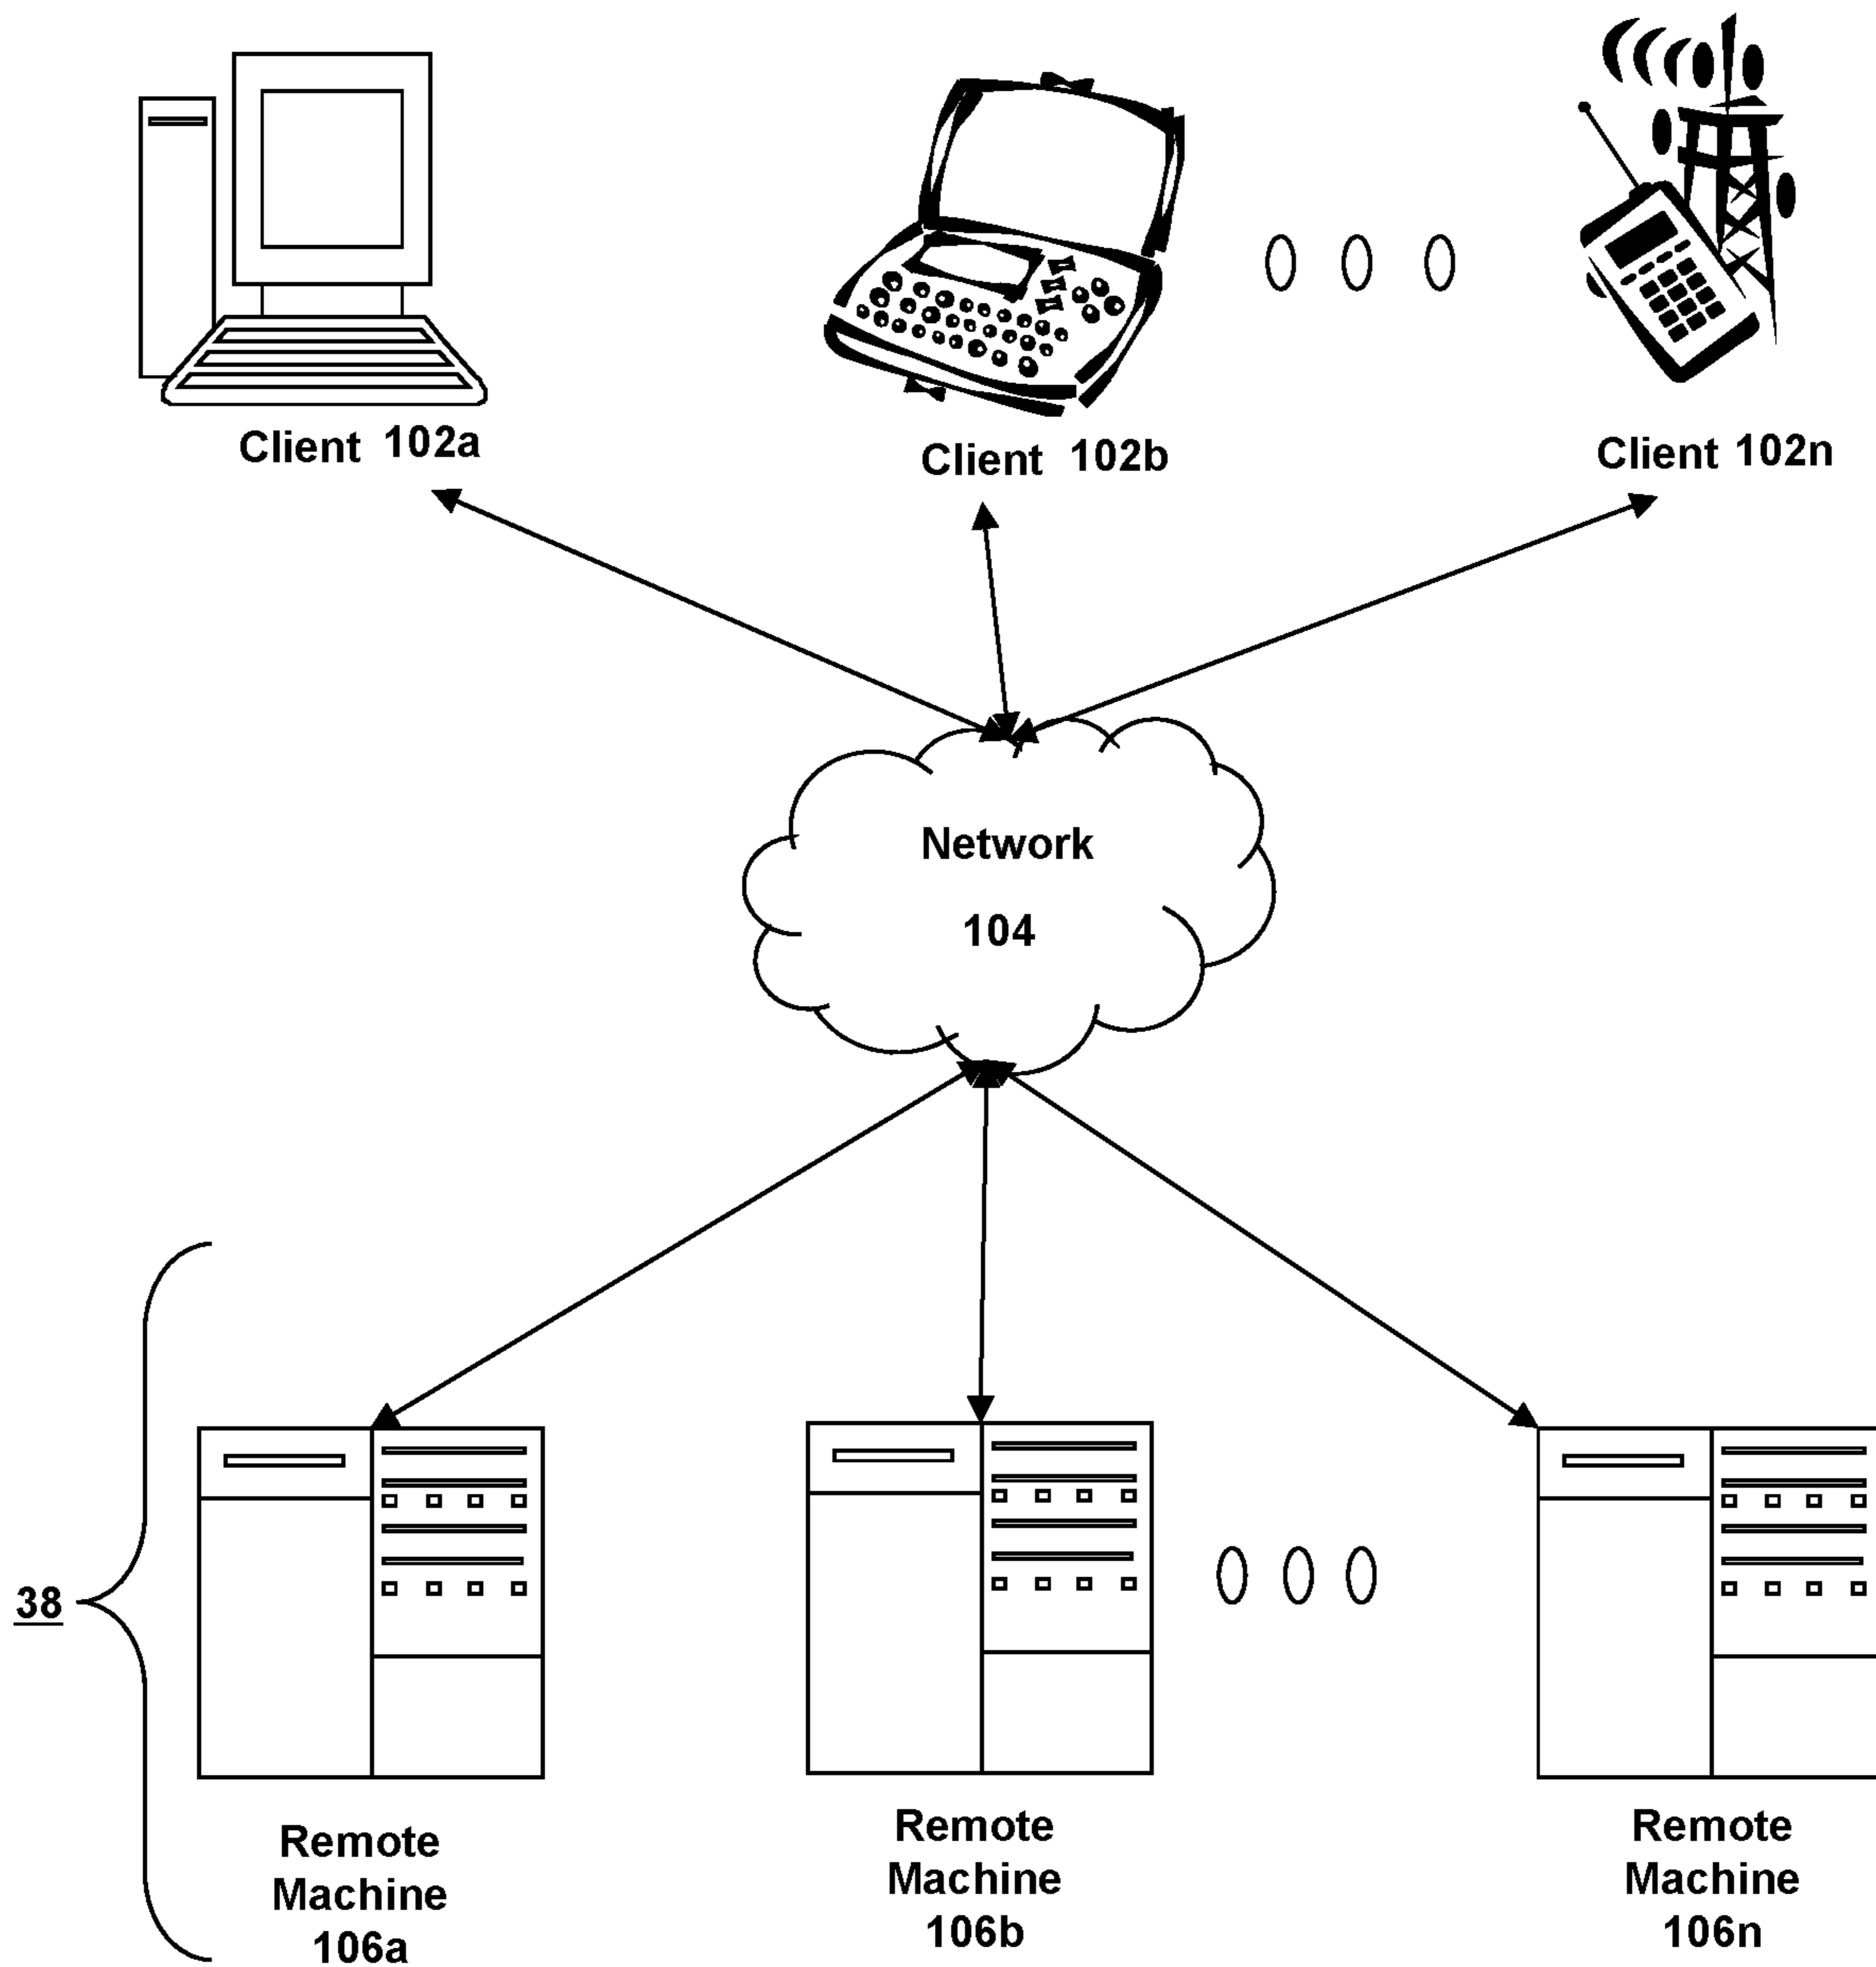 Client 102a
Client 102b
Client 102n
Network
104
38
Remote
Machine
106a
Remote
Machine
106b
Remote
Machine
106n